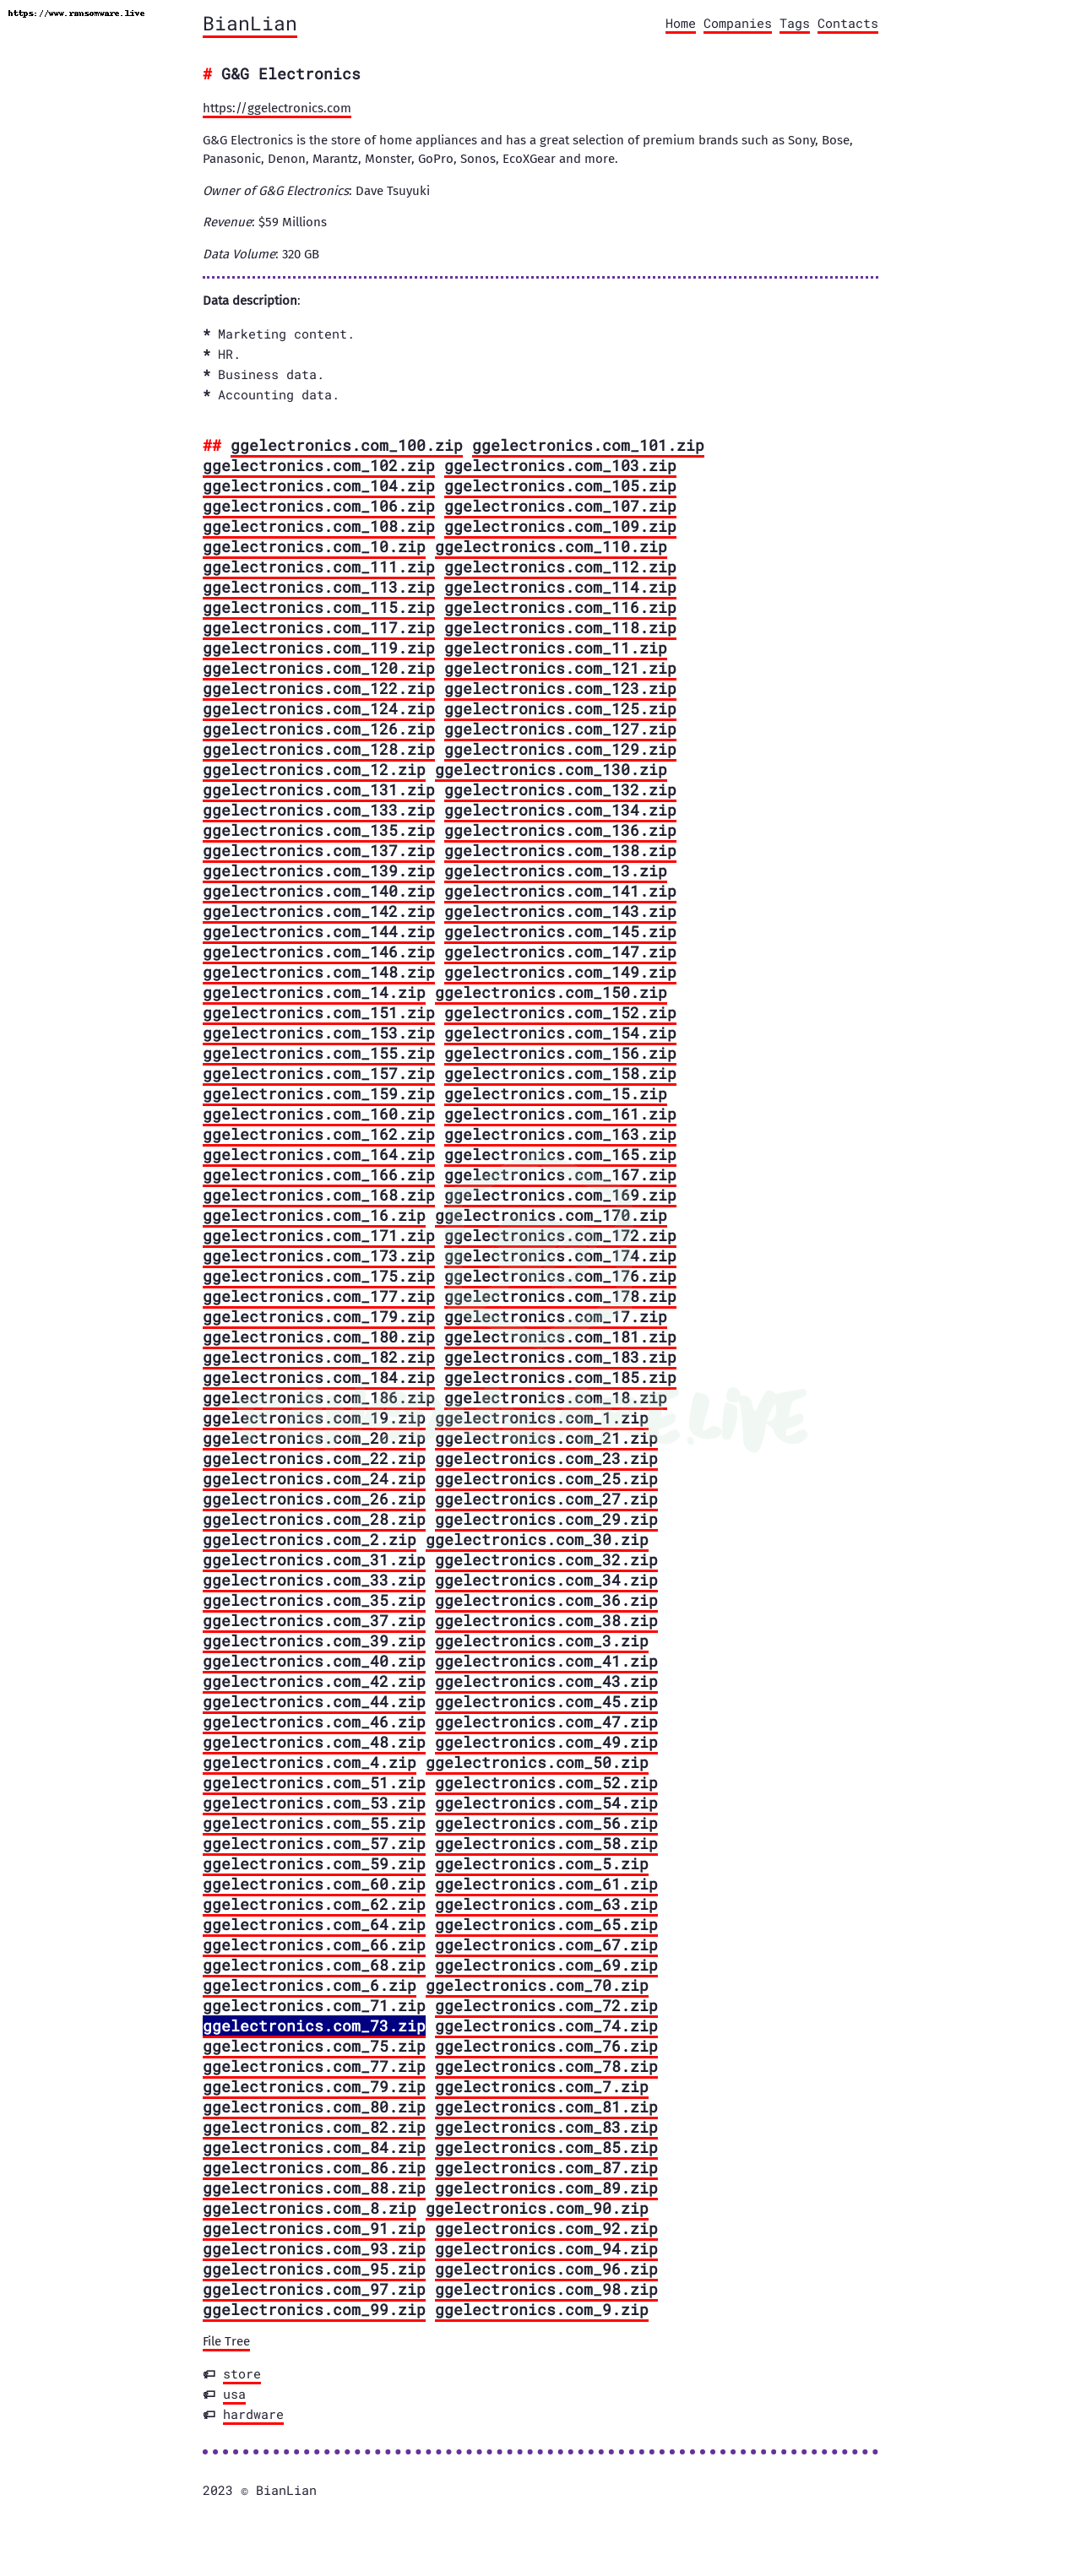 https://www.ransomware.live
BianLian
Home Companies Tags Contacts
# G&G Electronics
https://ggelectronics.com
G&G Electronics is the store of home appliances and has a great selection of premium brands such as Sony, Bose,
Panasonic, Denon, Marantz, Monster, GoPro, Sonos, EcoXGear and more.
Owner of G&G Electronics: Dave Tsuyuki
Revenue: $59 Millions
Data Volume: 320 GB
Data description:
* Marketing content.
* HR.
* Business data.
* Accounting data.
## ggelectronics.com_100.zip ggelectronics.com_101.zip
ggelectronics.com_102.zip ggelectronics.com_103.zip
ggelectronics.com_104.zip ggelectronics.com_105.zip
ggelectronics.com_106.zip ggelectronics.com_107.zip
ggelectronics.com_108.zip ggelectronics.com_109.zip
ggelectronics.com_10.zip ggelectronics.com_110.zip
ggelectronics.com_111.zip ggelectronics.com_112.zip
ggelectronics.com_113.zip ggelectronics.com_114.zip
ggelectronics.com_115.zip ggelectronics.com_116.zip
ggelectronics.com_117.zip ggelectronics.com_118.zip
ggelectronics.com_119.zip ggelectronics.com_11.zip
ggelectronics.com_120.zip ggelectronics.com_121.zip
ggelectronics.com_122.zip ggelectronics.com_123.zip
ggelectronics.com_124.zip ggelectronics.com_125.zip
ggelectronics.com_126.zip ggelectronics.com_127.zip
ggelectronics.com_128.zip ggelectronics.com_129.zip
ggelectronics.com_12.zip ggelectronics.com_130.zip
ggelectronics.com_131.zip ggelectronics.com_132.zip
ggelectronics.com_133.zip ggelectronics.com_134.zip
ggelectronics.com_135.zip ggelectronics.com_136.zip
ggelectronics.com_137.zip ggelectronics.com_138.zip
ggelectronics.com_139.zip ggelectronics.com_13.zip
ggelectronics.com_140.zip ggelectronics.com_141.zip
ggelectronics.com_142.zip ggelectronics.com_143.zip
ggelectronics.com_144.zip ggelectronics.com_145.zip
ggelectronics.com_146.zip ggelectronics.com_147.zip
ggelectronics.com_148.zip ggelectronics.com_149.zip
ggelectronics.com_14.zip ggelectronics.com_150.zip
ggelectronics.com_151.zip ggelectronics.com_152.zip
ggelectronics.com_153.zip ggelectronics.com_154.zip
ggelectronics.com_155.zip ggelectronics.com_156.zip
ggelectronics.com_157.zip ggelectronics.com_158.zip
ggelectronics.com_159.zip ggelectronics.com_15.zip
ggelectronics.com_160.zip ggelectronics.com_161.zip
ggelectronics.com_162.zip ggelectronics.com_163.zip
ggelectronics.com_164.zip ggelectronics.com_165.zip
ggelectronics.com_166.zip ggelectronics.com_167.zip
ggelectronics.com_168.zip ggelectronics.com_169.zip
ggelectronics.com_16.zip ggelectronics.com_170.zip
ggelectronics.com_171.zip ggelectronics.com_172.zip
ggelectronics.com_173.zip ggelectronics.com_174.zip
ggelectronics.com_175.zip ggelectronics.com_176.zip
ggelectronics.com_177.zip ggelectronics.com_178.zip
ggelectronics.com_179.zip ggelectronics.com_17.zip
ggelectronics.com_180.zip ggelectronics.com_181.zip
ggelectronics.com_182.zip ggelectronics.com_183.zip
ggelectronics.com_184.zip ggelectronics.com_185.zip
ggelectronics.com_186.zip ggelectronics.com_18.zip
ggelectronics.com_19.zip ggelectronics.com_1.zip
ggelectronics.com_20.zip ggelectronics.com_21.zip
ggelectronics.com_22.zip ggelectronics.com_23.zip
ggelectronics.com_24.zip ggelectronics.com_25.zip
ggelectronics.com_26.zip ggelectronics.com_27.zip
ggelectronics.com_28.zip ggelectronics.com_29.zip
ggelectronics.com_2.zip ggelectronics.com_30.zip
ggelectronics.com_31.zip ggelectronics.com_32.zip
ggelectronics.com_33.zip ggelectronics.com_34.zip
ggelectronics.com_35.zip ggelectronics.com_36.zip
ggelectronics.com_37.zip ggelectronics.com_38.zip
ggelectronics.com_39.zip ggelectronics.com_3.zip
ggelectronics.com_40.zip ggelectronics.com_41.zip
ggelectronics.com_42.zip ggelectronics.com_43.zip
ggelectronics.com_44.zip ggelectronics.com_45.zip
ggelectronics.com_46.zip ggelectronics.com_47.zip
ggelectronics.com_48.zip ggelectronics.com_49.zip
ggelectronics.com_4.zip ggelectronics.com_50.zip
ggelectronics.com_51.zip ggelectronics.com_52.zip
ggelectronics.com_53.zip ggelectronics.com_54.zip
ggelectronics.com_55.zip ggelectronics.com_56.zip
ggelectronics.com_57.zip ggelectronics.com_58.zip
ggelectronics.com_59.zip ggelectronics.com_5.zip
ggelectronics.com_60.zip ggelectronics.com_61.zip
ggelectronics.com_62.zip ggelectronics.com_63.zip
ggelectronics.com_64.zip ggelectronics.com_65.zip
ggelectronics.com_66.zip ggelectronics.com_67.zip
ggelectronics.com_68.zip ggelectronics.com_69.zip
ggelectronics.com_6.zip ggelectronics.com_70.zip
ggelectronics.com_71.zip ggelectronics.com_72.zip
ggelectronics.com_73.zip ggelectronics.com_74.zip
ggelectronics.com_75.zip ggelectronics.com_76.zip
ggelectronics.com_77.zip ggelectronics.com_78.zip
ggelectronics.com_79.zip ggelectronics.com_7.zip
ggelectronics.com_80.zip ggelectronics.com_81.zip
ggelectronics.com_82.zip ggelectronics.com_83.zip
ggelectronics.com_84.zip ggelectronics.com_85.zip
ggelectronics.com_86.zip ggelectronics.com_87.zip
ggelectronics.com_88.zip ggelectronics.com_89.zip
ggelectronics.com_8.zip ggelectronics.com_90.zip
ggelectronics.com_91.zip ggelectronics.com_92.zip
ggelectronics.com_93.zip ggelectronics.com_94.zip
ggelectronics.com_95.zip ggelectronics.com_96.zip
ggelectronics.com_97.zip ggelectronics.com_98.zip
ggelectronics.com_99.zip ggelectronics.com_9.zip
File Tree
store
usa
hardware
2023 © BianLian